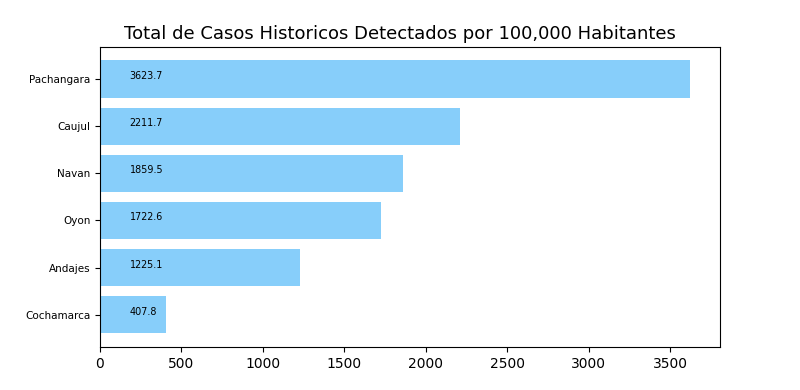 Total de Casos Historicos Detectados por 100,000 Habitantes
Pachangara 3623.7
Caujul 2211.7
Navan 1859.5
Oyon 1722.6
Andajes 1225.1
Cochamarca 407.8
0 500 1000 1500 2000 2500 3000 3500